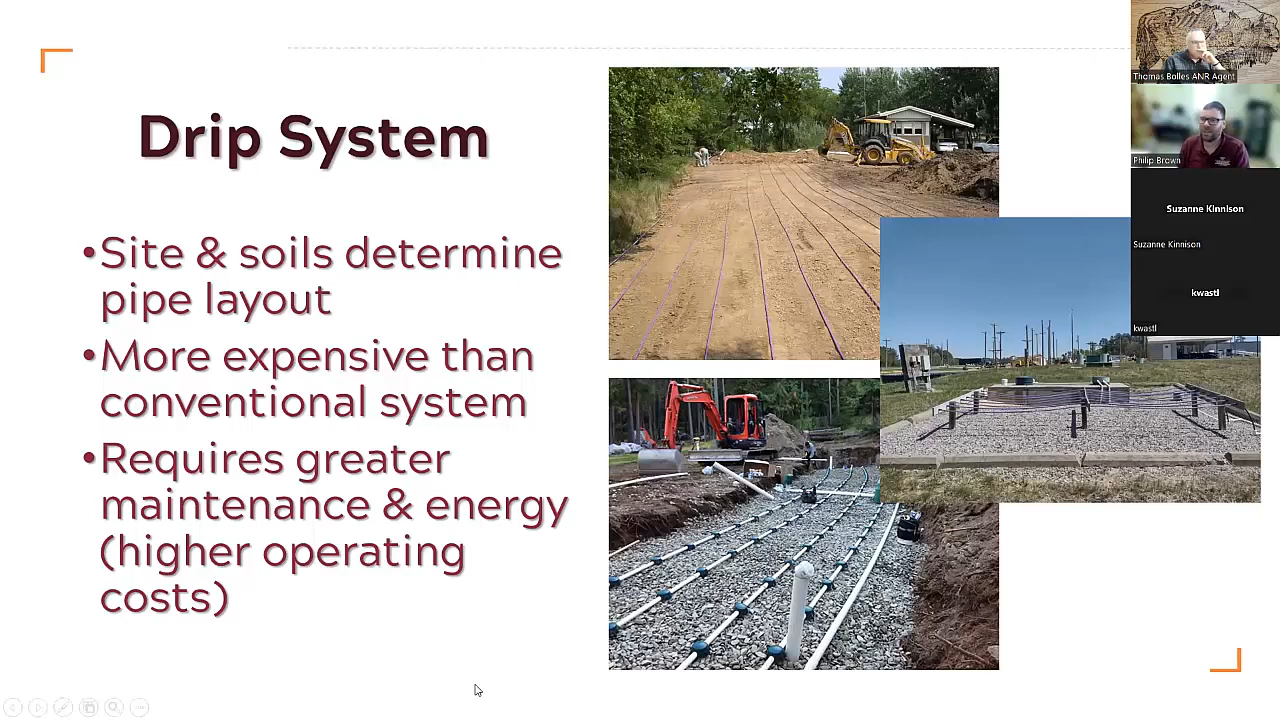 Drip System
•Site & soils determine
pipe layout
•More expensive than
conventional system
•Requires greater
maintenance & energy
(higher operating
costs)
Thomas Bolles ANR Agent
Philip Brown
Suzanne Kinnison
Suzanne Kinnison
kwastl
kwastl